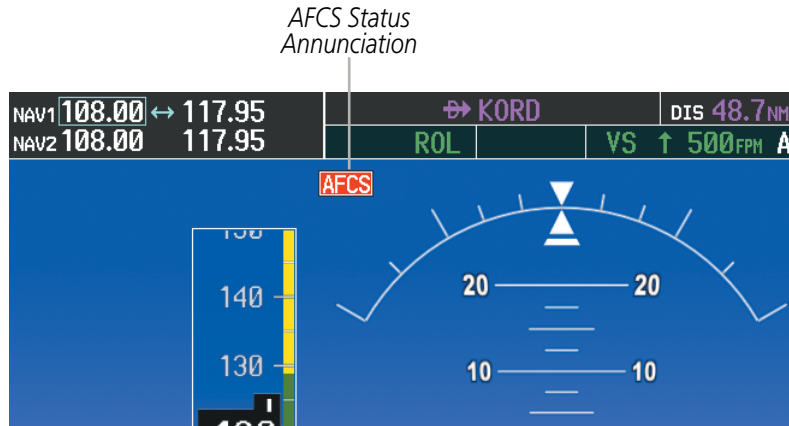 AFCS Status
Annunciation
NAV1 108.00 ↔ 117.95
NAV2 108.00 117.95
KORD
DIS 48.7NM
ROL
VS ↑ 500FPM A
AFCS
140
130
20 20
10 10